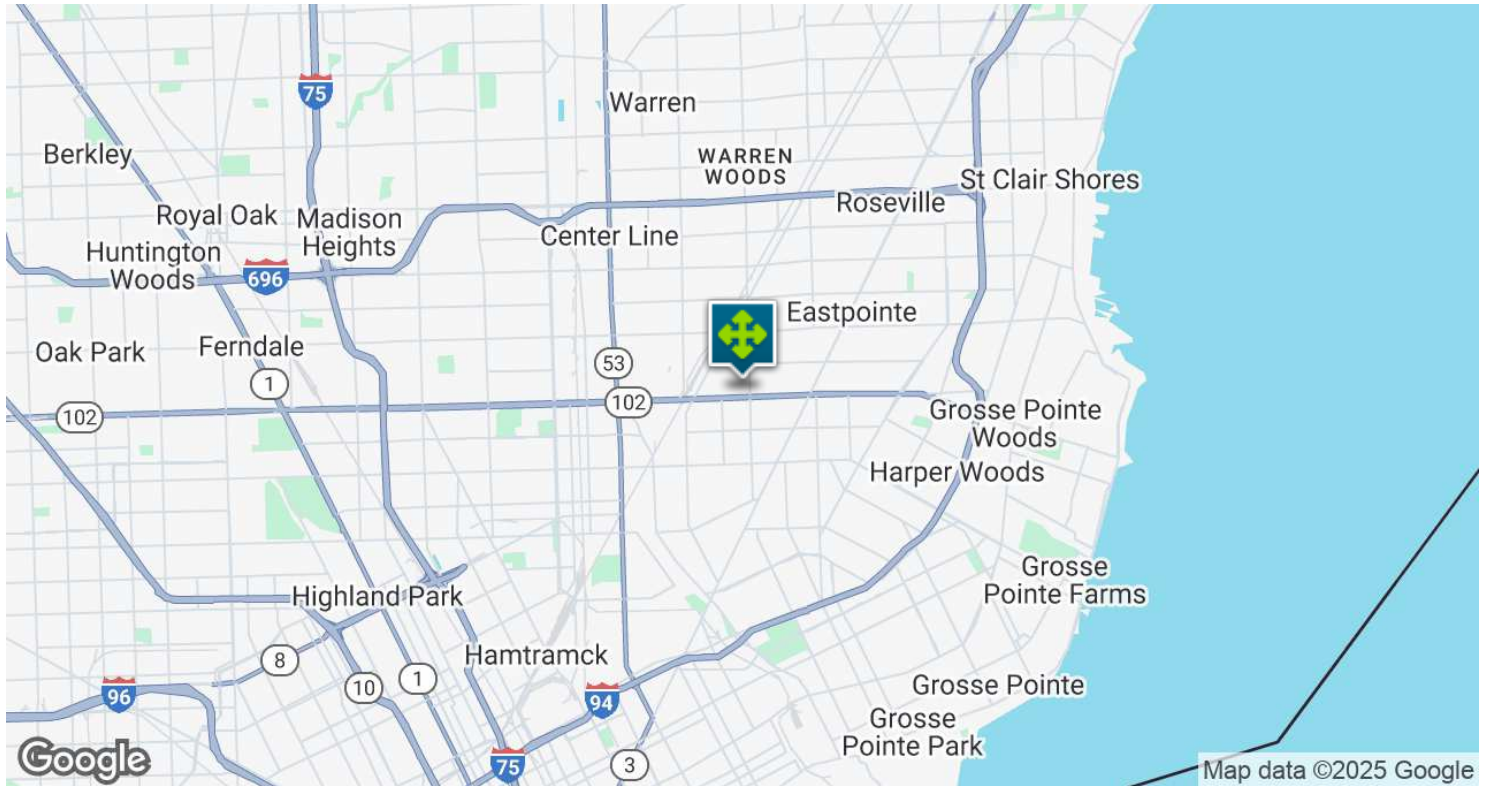 75
Warren
Berkley
WARREN
WOODS
St Clair Shores
Roseville
Royal Oak
Madison
Heights
Center Line
Huntington
Woods
696
Eastpointe
Oak Park
Ferndale
53
1
102
102
Grosse Pointe
Woods
Harper Woods
Grosse
Pointe Farms
Highland Park
Hamtramck
8
10
1
96
94
Grosse Pointe
Grosse
Pointe Park
75
3
Google
Map data ©2025 Google